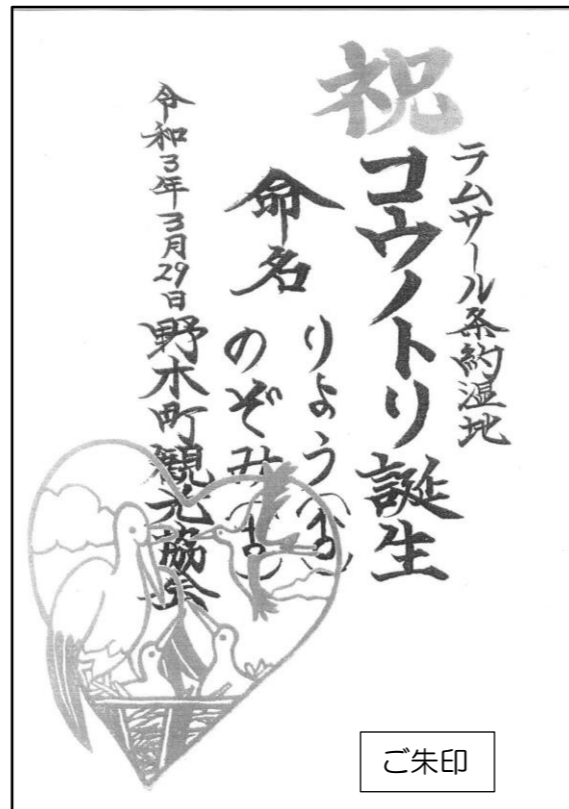 ラムサール条約湿地
祝
コウノトリ誕生
命名
りょう
のぞみ
令和3年3月29日
野木町観光協会
ご朱印